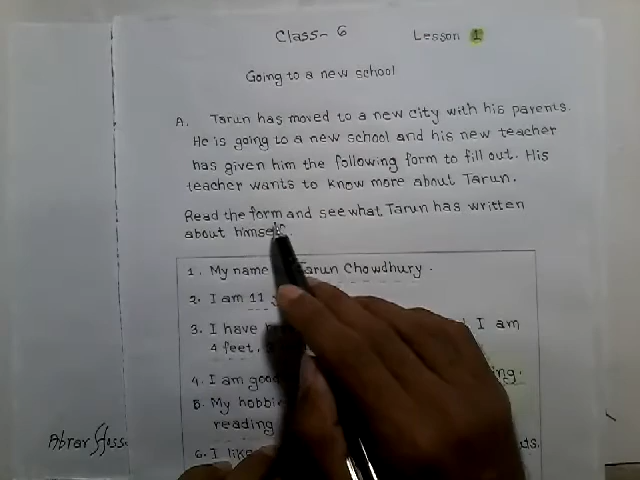 Class- 6 Lesson 1
Going to a new school
A. Tarun has moved to a new city with his parents.
He is going to a new school and his new teacher
has given him the following form to fill out. His
teacher wants to know more about Tarun.
Read the form and see what Tarun has written
about himself.
1. My name Tarun Chowdhury.
2. I am 11
3. I have I am
4 feet,
4. I am good
B. My hobbi
reading
6. I like
Abrar